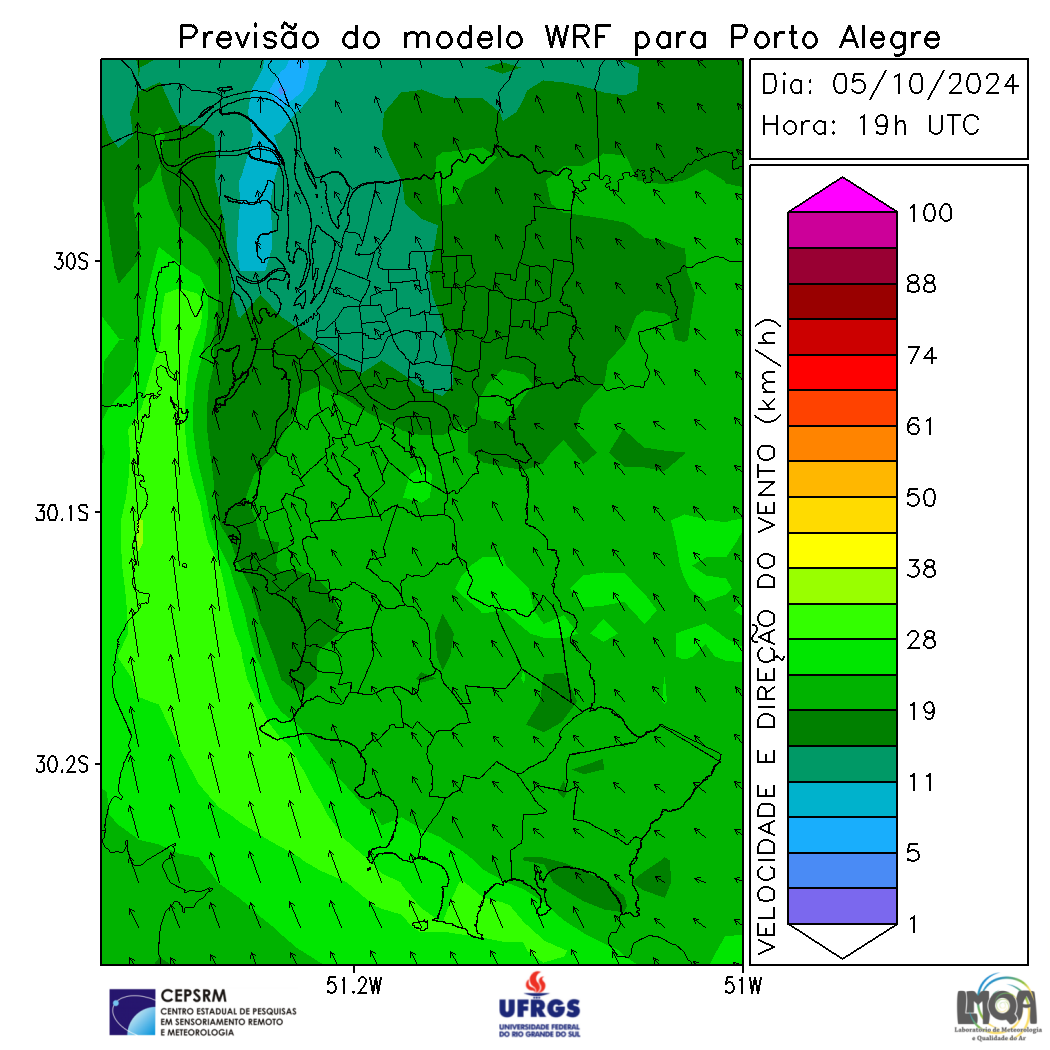 Previsão do modelo WRF para Porto Alegre
Dia: 05/10/2024
Hora: 19h UTC
30S
30.1S
30.2S
51.2W
51W
VELOCIDADE E DIREÇÃO DO VENTO (km/h)
100
88
74
61
50
38
28
19
11
5
1
CEPSRM
CENTRO ESTADUAL DE PESQUISAS
EM SENSORIAMENTO REMOTO
E METEOROLOGIA
UFRGS
UNIVERSIDADE FEDERAL
DO RIO GRANDE DO SUL
LMQA
Laboratório de Meteorologia
e Qualidade do Ar